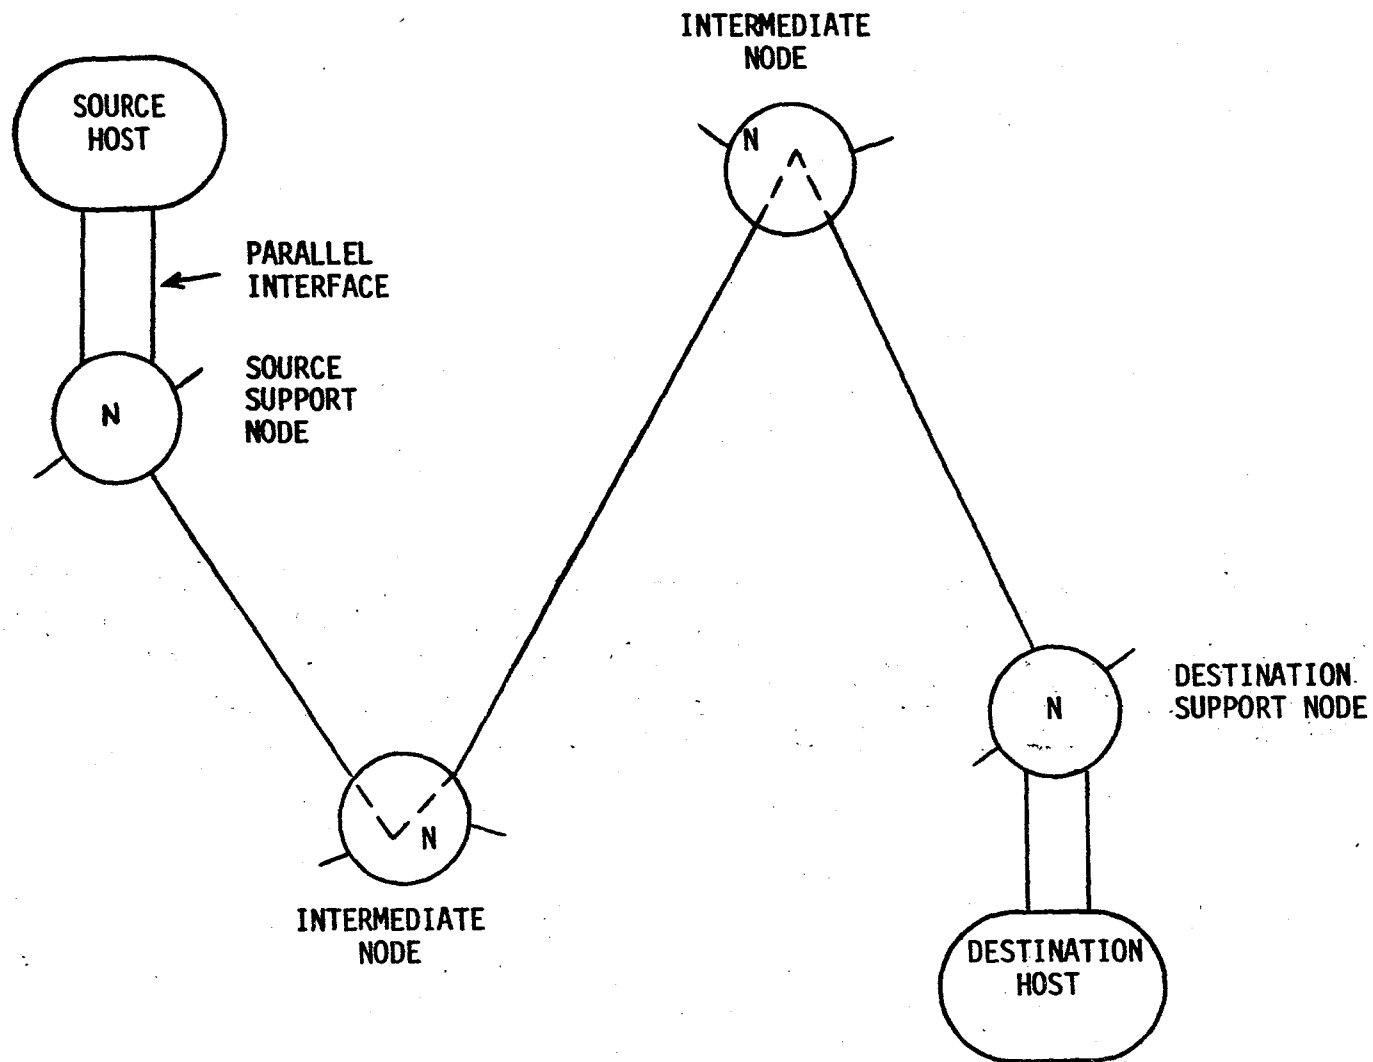 INTERMEDIATE
NODE
SOURCE
HOST
N
PARALLEL
INTERFACE
SOURCE
SUPPORT
NODE
N
DESTINATION
SUPPORT NODE
N
N
INTERMEDIATE
NODE
DESTINATION
HOST